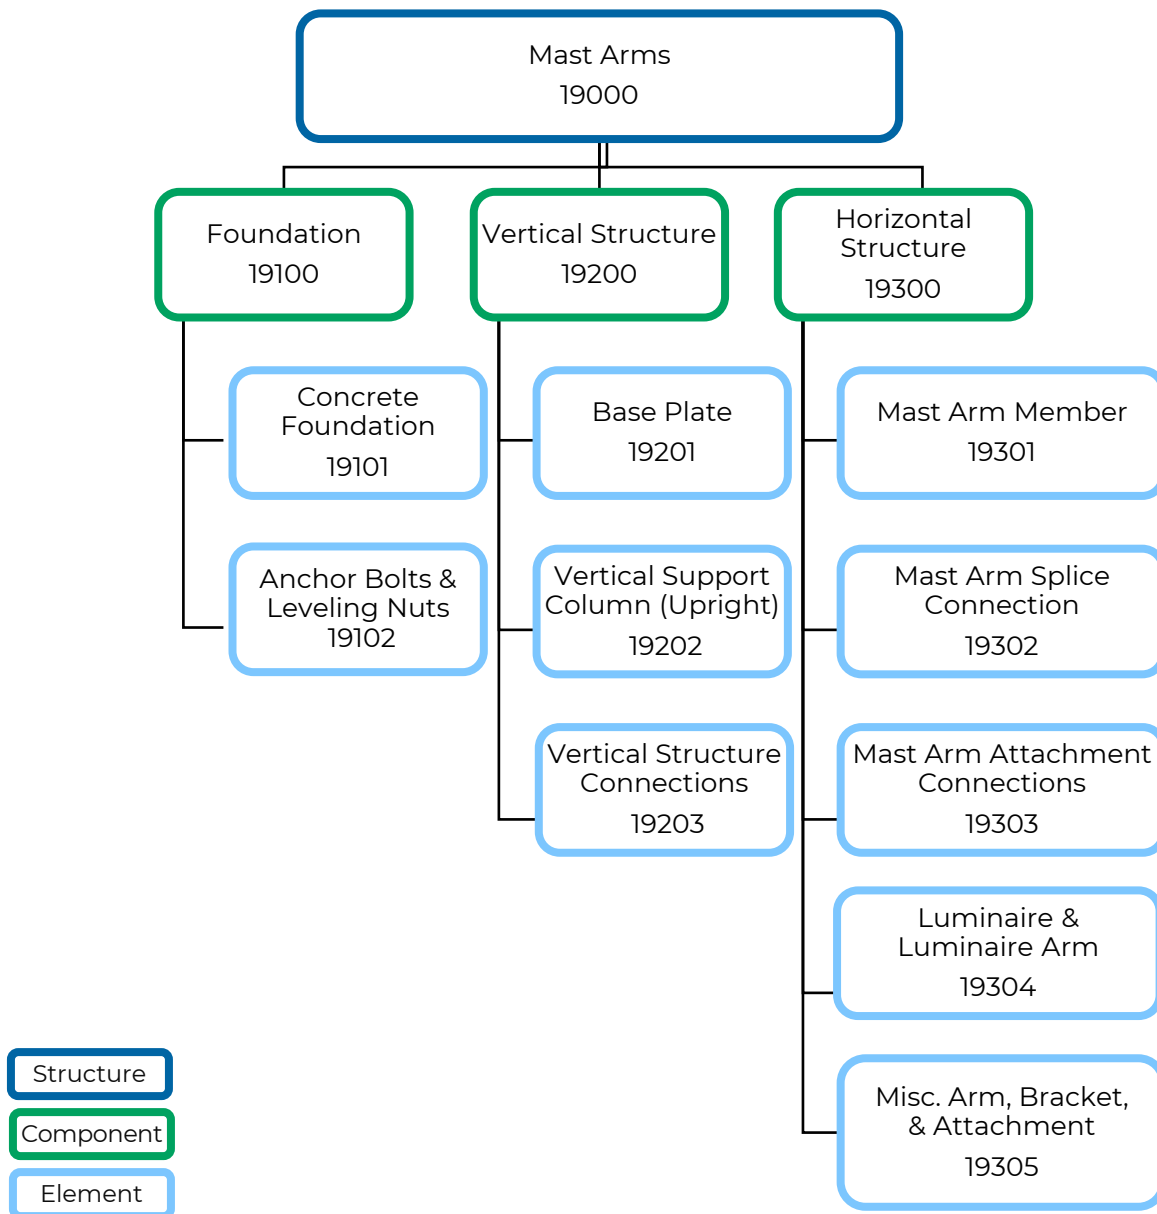 Mast Arms
19000
Foundation
19100
Vertical Structure
19200
Horizontal
Structure
19300
Concrete
Foundation
19101
Base Plate
19201
Mast Arm Member
19301
Anchor Bolts &
Leveling Nuts
19102
Vertical Support
Column (Upright)
19202
Mast Arm Splice
Connection
19302
Vertical Structure
Connections
19203
Mast Arm Attachment
Connections
19303
Luminaire &
Luminaire Arm
19304
Misc. Arm, Bracket,
& Attachment
19305
Structure
Component
Element